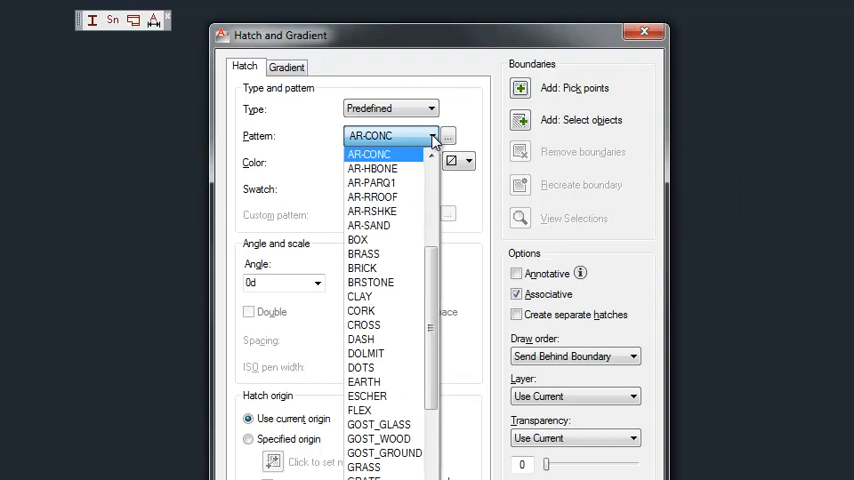 Sn A
Hatch and Gradient
Hatch Gradient
Type and pattern
Type: Predefined
Pattern: AR-CONC ...
Color:
Swatch:
Custom pattern: ...
AR-CONC
AR-HBONE
AR-PARQ1
AR-RROOF
AR-RSHKE
AR-SAND
BOX
BRASS
BRICK
BRSTONE
CLAY
CORK
CROSS
DASH
DOLMIT
DOTS
EARTH
ESCHER
FLEX
GOST_GLASS
GOST_WOOD
GOST_GROUND
GRASS
Angle and scale
Angle:
0d
Double
Spacing:
ISO pen width:
Hatch origin
Use current origin
Specified origin
Click to set n
Boundaries
Add: Pick points
Add: Select objects
Remove boundaries
Recreate boundary
View Selections
Options
Annotative
Associative
Create separate hatches
Draw order:
Send Behind Boundary
Layer:
Use Current
Transparency:
Use Current
0